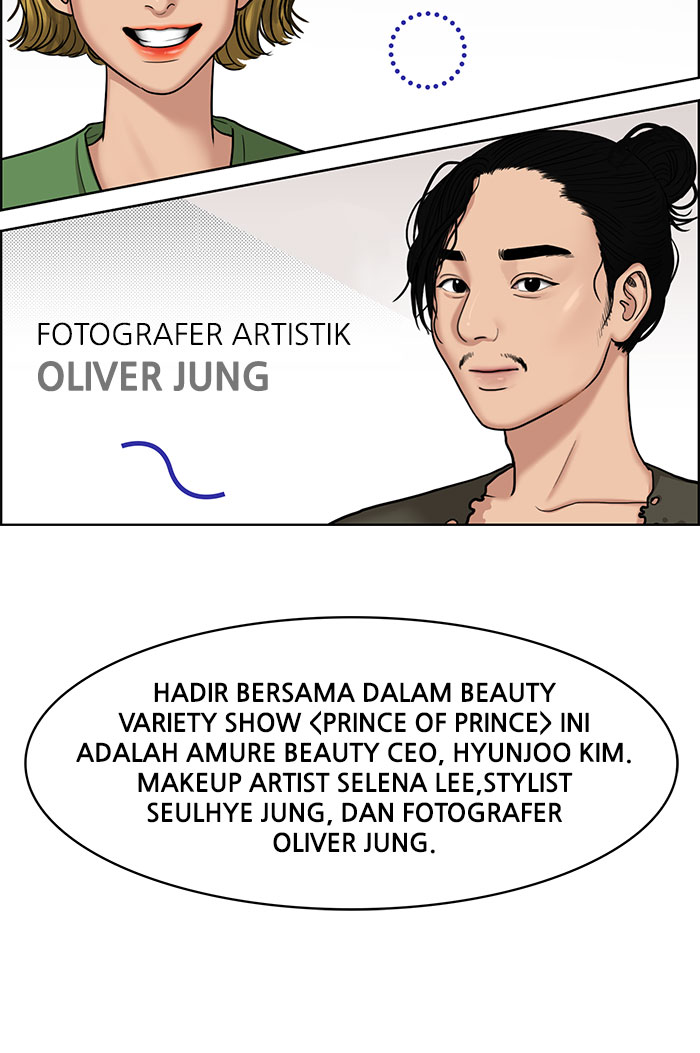 FOTOGRAFER ARTISTIK
OLIVER JUNG
HADIR BERSAMA DALAM BEAUTY
VARIETY SHOW <PRINCE OF PRINCE> INI
ADALAH AMURE BEAUTY CEO, HYUNJOO KIM.
MAKEUP ARTIST SELENA LEE,STYLIST
SEULHYE JUNG, DAN FOTOGRAFER
OLIVER JUNG.